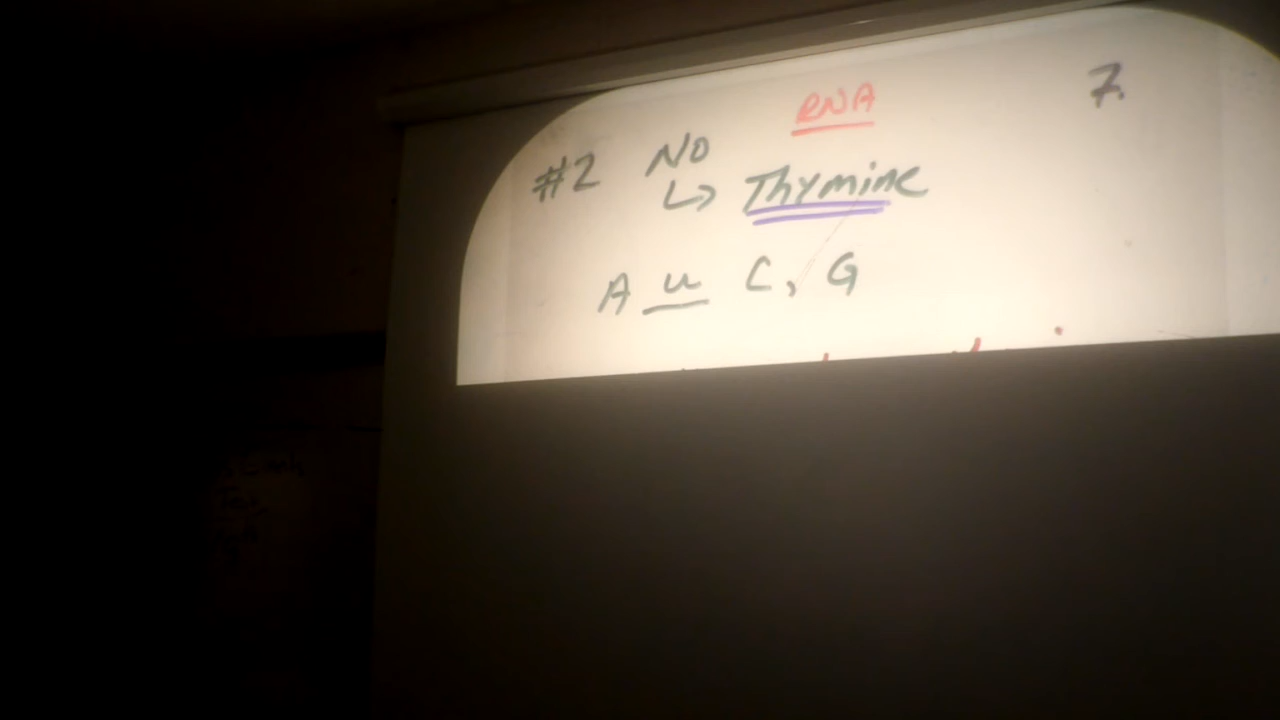 RNA
7.
#2 No
↳ Thymine
A u C, G